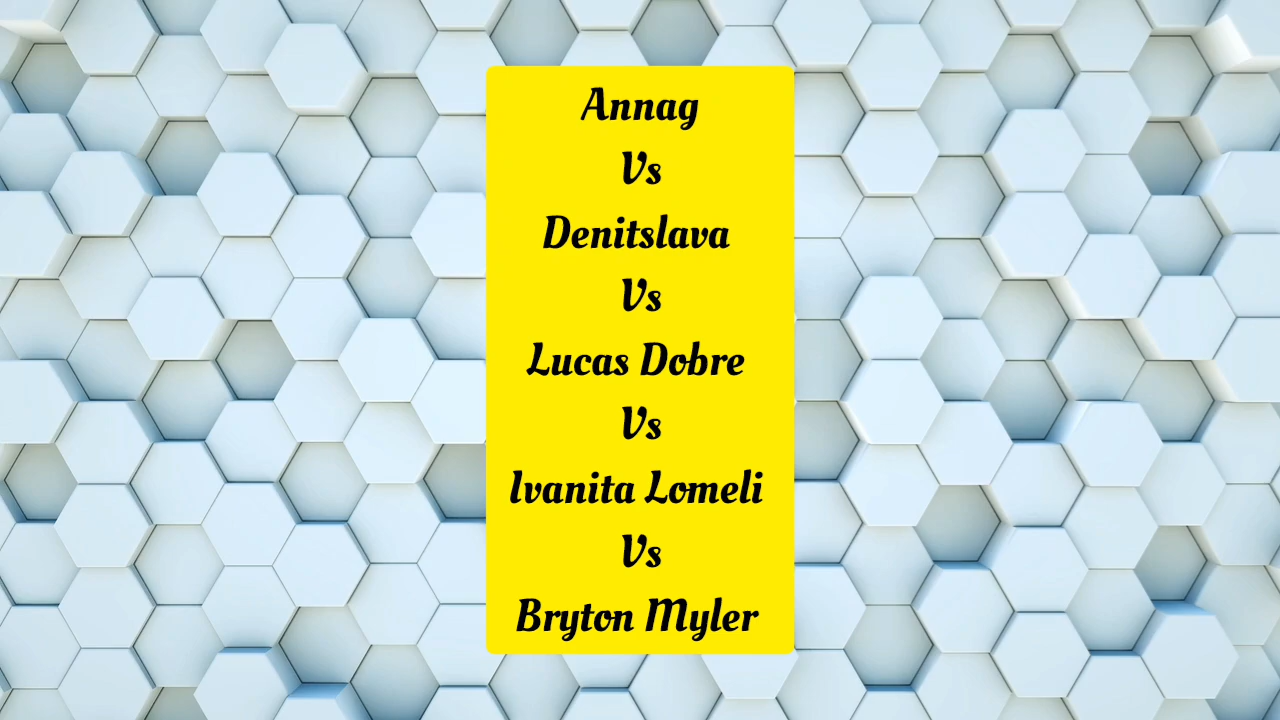 Annag
Vs
Denitslava
Vs
Lucas Dobre
Vs
Ivanita Lomeli
Vs
Bryton Myler